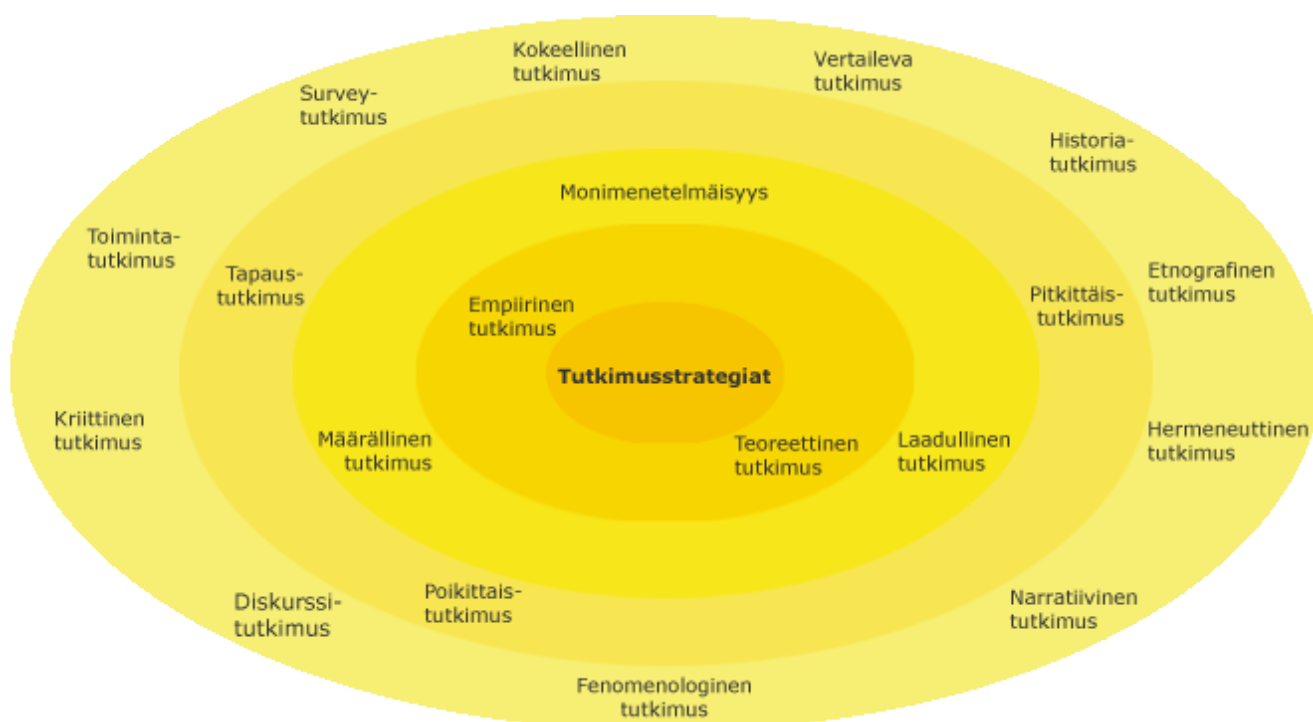 Kokeellinen
tutkimus
Vertaileva
tutkimus
Survey-
tutkimus
Historia-
tutkimus
Monimenetelmäisyys
Toiminta-
tutkimus
Tapaus-
tutkimus
Etnografinen
tutkimus
Pitkittäis-
tutkimus
Empiirinen
tutkimus
Tutkimusstrategiat
Kriittinen
tutkimus
Määrällinen
tutkimus
Teoreettinen
tutkimus
Laadullinen
tutkimus
Hermeneuttinen
tutkimus
Diskurssi-
tutkimus
Poikittais-
tutkimus
Narratiivinen
tutkimus
Fenomenologinen
tutkimus